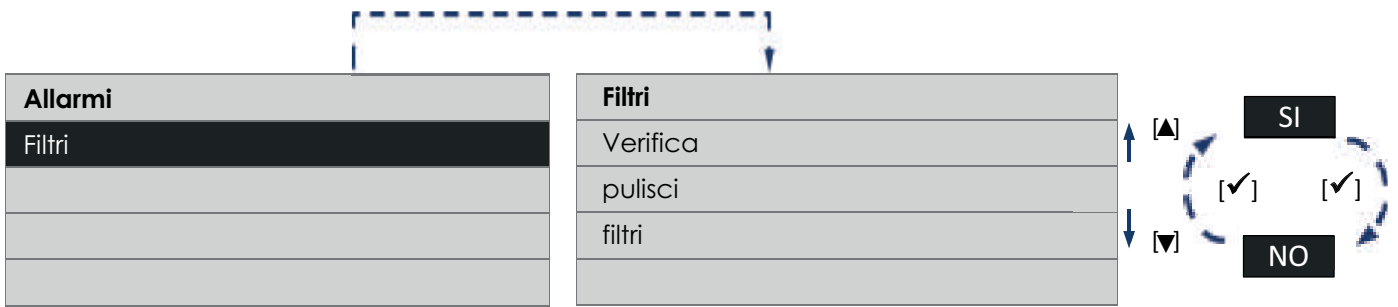 Allarmi
Filtri
Filtri
Verifica
pulisci
filtri
[▲]
[▼]
SI
[✓] [✓]
NO